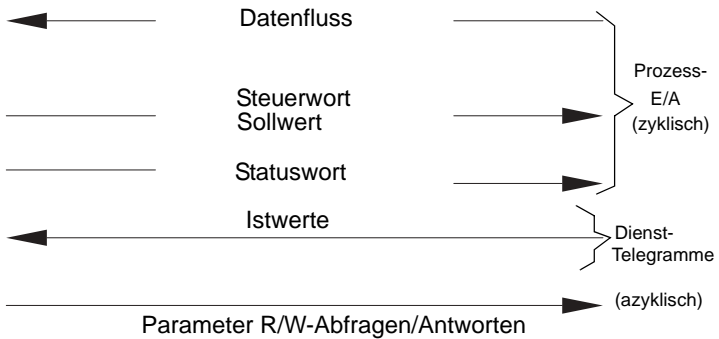 Datenfluss
Steuerwort
Sollwert
Statuswort
Istwerte
Parameter R/W-Abfragen/Antworten
Prozess-
E/A
(zyklisch)
Dienst-
Telegramme
(azyklisch)